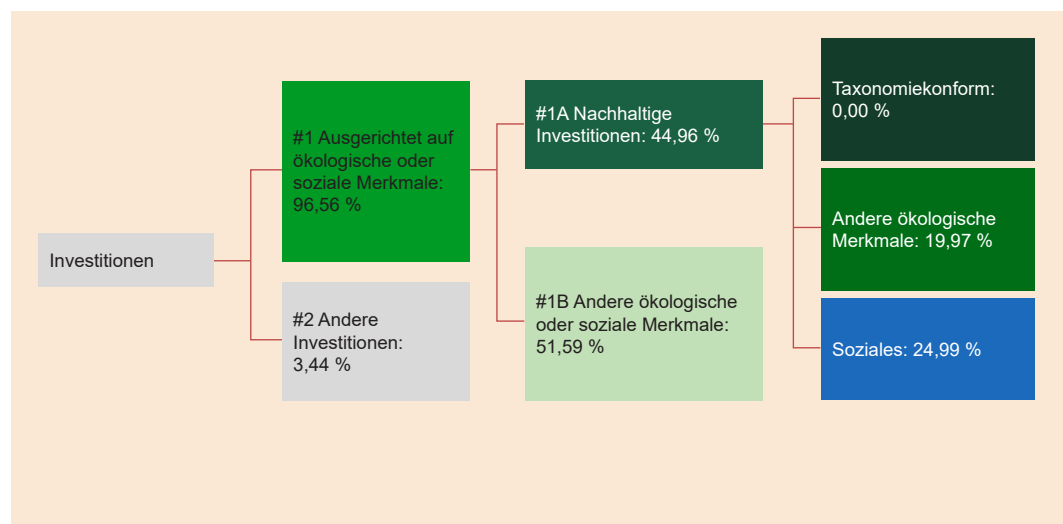 Investitionen
#1 Ausgerichtet auf
ökologische oder
soziale Merkmale:
96,56 %
#2 Andere
Investitionen:
3,44 %
#1A Nachhaltige
Investitionen: 44,96 %
#1B Andere ökologische
oder soziale Merkmale:
51,59 %
Taxonomiekonform:
0,00 %
Andere ökologische
Merkmale: 19,97 %
Soziales: 24,99 %